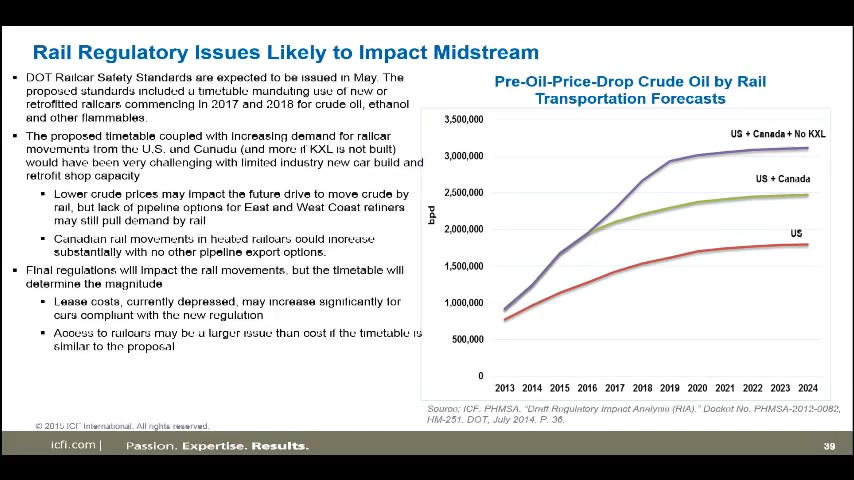 Rail Regulatory Issues Likely to Impact Midstream
▪ DOT Railcar Safety Standards are expected to be issued in May. The
proposed standards included a timetable mandating use of new or
retrofitted railcars commencing in 2017 and 2018 for crude oil, ethanol
and other flammables.
▪ The proposed timetable coupled with increasing demand for railcar
movements from the U.S. and Canada (and more if KXL is not built)
would have been very challenging with limited industry new car build and
retrofit shop capacity
▪ Lower crude prices may impact the future drive to move crude by
rail, but lack of pipeline options for East and West Coast refiners
may still pull demand by rail
▪ Canadian rail movements in heated railcars could increase
substantially with no other pipeline export options.
▪ Final regulations will impact the rail movements, but the timetable will
determine the magnitude
▪ Lease costs, currently depressed, may increase significantly for
cars compliant with the new regulation
▪ Access to railcars may be a larger issue than cost if the timetable is
similar to the proposal
Pre-Oil-Price-Drop Crude Oil by Rail
Transportation Forecasts
3,500,000
3,000,000
2,500,000
2,000,000
1,500,000
1,000,000
500,000
0
bpd
US + Canada + No KXL
US + Canada
US
2013 2014 2015 2016 2017 2018 2019 2020 2021 2022 2023 2024
Source: ICF. PHMSA, "Draft Regulatory Impact Analysis (RIA)." Docket No. PHMSA-2012-0082,
HM-251. DOT, July 2014. P. 36.
© 2015 ICF International. All rights reserved.
icfi.com | Passion. Expertise. Results.
39